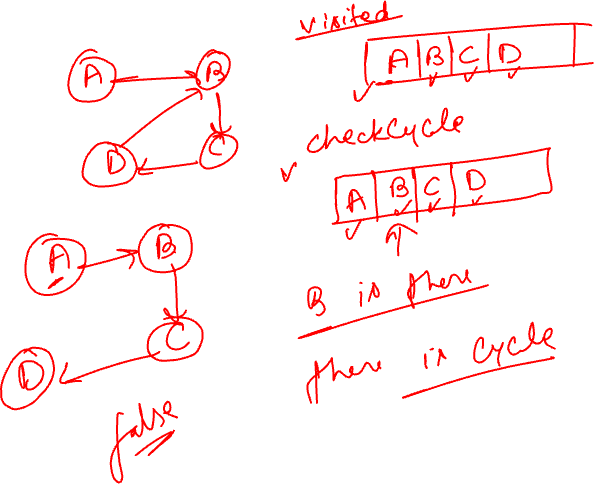 visited
A B C D
checkcycle
A B C D
B is there
there is cycle
A B
D C
A B
C
D
false